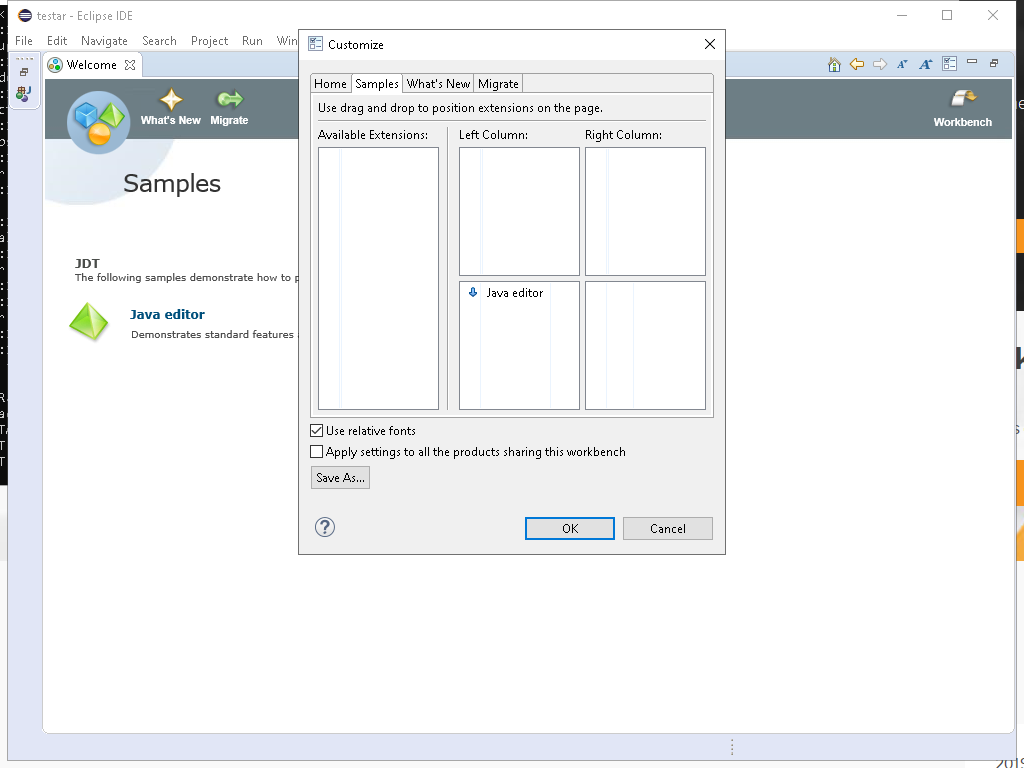 testar - Eclipse IDE
File Edit Navigate Search Project Run
Welcome
What's New
Migrate
Workbench
Samples
JDT
The following samples demonstrate how to
Java editor
Demonstrates standard features
Customize
Home Samples What's New Migrate
Use drag and drop to position extensions on the page.
Available Extensions: Left Column: Right Column:
Java editor
Use relative fonts
Apply settings to all the products sharing this workbench
Save As...
OK Cancel